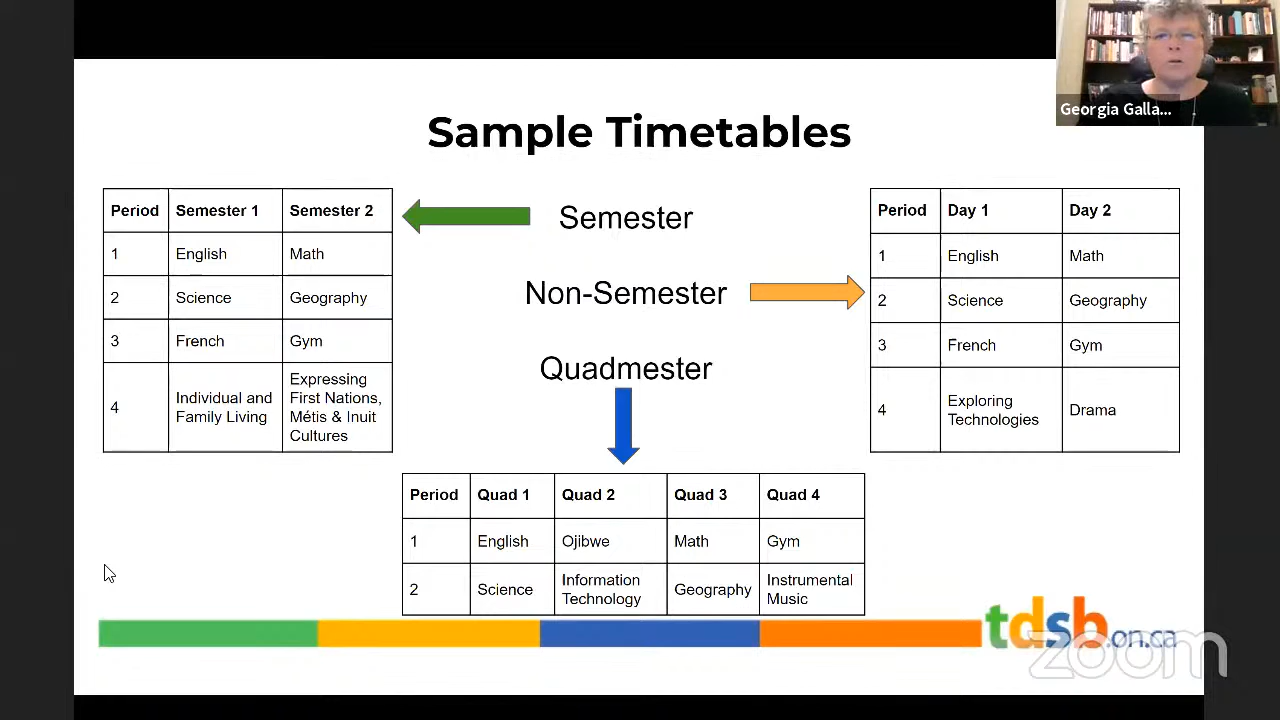 Georgia Galla...
Sample Timetables
Period Semester 1 Semester 2
1 English Math
2 Science Geography
3 French Gym
4 Individual and Family Living Expressing First Nations, Métis & Inuit Cultures
Semester
Non-Semester
Quadmester
Period Day 1 Day 2
1 English Math
2 Science Geography
3 French Gym
4 Exploring Technologies Drama
Period Quad 1 Quad 2 Quad 3 Quad 4
1 English Ojibwe Math Gym
2 Science Information Technology Geography Instrumental Music
tdsb.on.ca
zoom